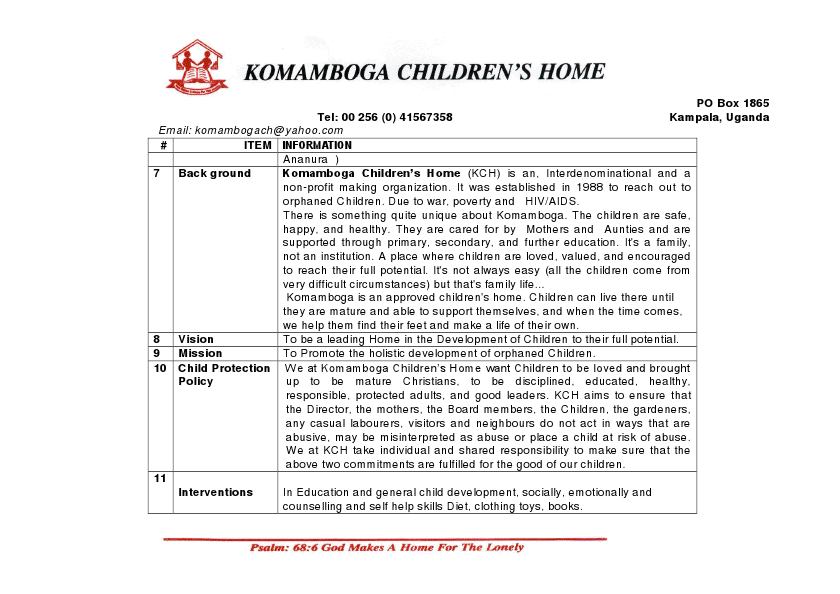 KOMAMBOGA CHILDREN'S HOME
PO Box 1865
Tel: 00 256 (0) 41567358 Kampala, Uganda
Email: komambogach@yahoo.com
# ITEM INFORMATION
Ananura )
7 Back ground Komamboga Children's Home (KCH) is an, Interdenominational and a
non-profit making organization. It was established in 1988 to reach out to
orphaned Children. Due to war, poverty and HIV/AIDS.
There is something quite unique about Komamboga. The children are safe,
happy, and healthy. They are cared for by Mothers and Aunties and are
supported through primary, secondary, and further education. It's a family,
not an institution. A place where children are loved, valued, and encouraged
to reach their full potential. It's not always easy (all the children come from
very difficult circumstances) but that's family life...
Komamboga is an approved children's home. Children can live there until
they are mature and able to support themselves, and when the time comes,
we help them find their feet and make a life of their own.
8 Vision To be a leading Home in the Development of Children to their full potential.
9 Mission To Promote the holistic development of orphaned Children.
10 Child Protection Policy We at Komamboga Children's Home want Children to be loved and brought
up to be mature Christians, to be disciplined, educated, healthy,
responsible, protected adults, and good leaders. KCH aims to ensure that
the Director, the mothers, the Board members, the Children, the gardeners,
any casual labourers, visitors and neighbours do not act in ways that are
abusive, may be misinterpreted as abuse or place a child at risk of abuse.
We at KCH take individual and shared responsibility to make sure that the
above two commitments are fulfilled for the good of our children.
11
Interventions In Education and general child development, socially, emotionally and
counselling and self help skills Diet, clothing toys, books.
Psalm: 68:6 God Makes A Home For The Lonely